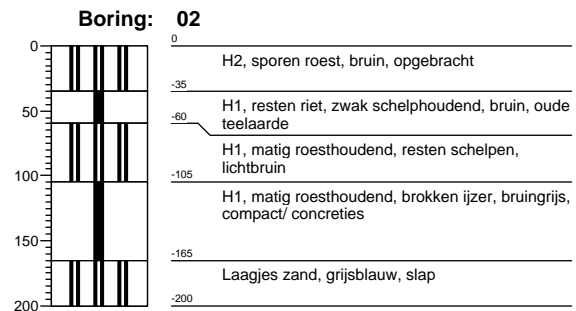 Boring: 02
0
50
100
150
200
0
H2, sporen roest, bruin, opgebracht
-35
H1, resten riet, zwak schelphoudend, bruin, oude
teelaarde
-60
H1, matig roesthoudend, resten schelpen,
lichtbruin
-105
H1, matig roesthoudend, brokken ijzer, bruingrijs,
compact/ concreties
-165
Laagjes zand, grijsblauw, slap
-200